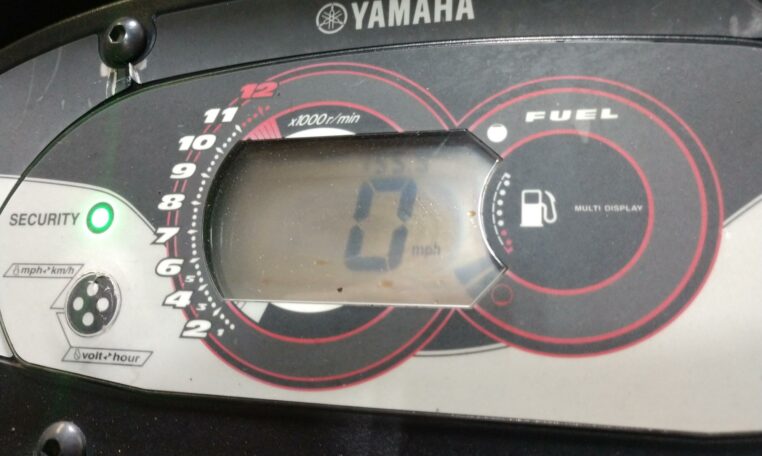 YAMAHA
FUEL
x1000 r/min
12
11
10
9
8
7
6
5
4
3
2
0
mph
MULTI DISPLAY
SECURITY
mph↔km/h
volt↔hour